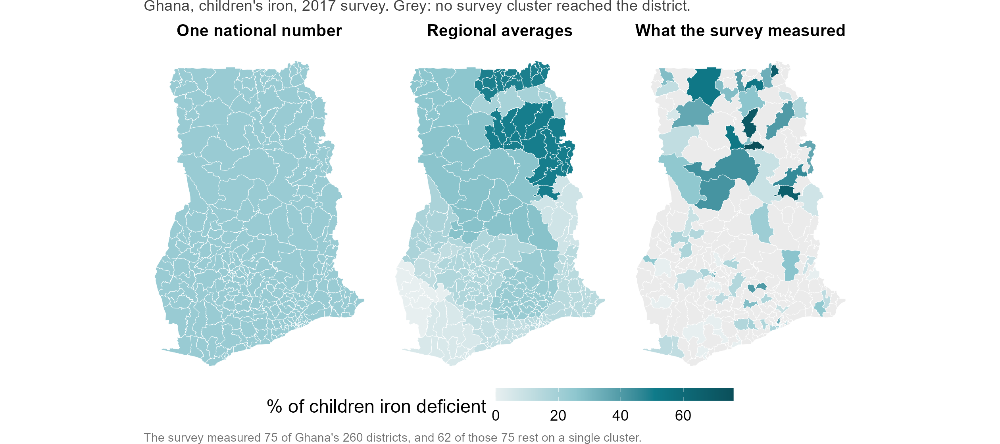 Ghana, children's iron, 2017 survey. Grey: no survey cluster reached the district.
One national number
Regional averages
What the survey measured
% of children iron deficient
0 20 40 60
The survey measured 75 of Ghana's 260 districts, and 62 of those 75 rest on a single cluster.